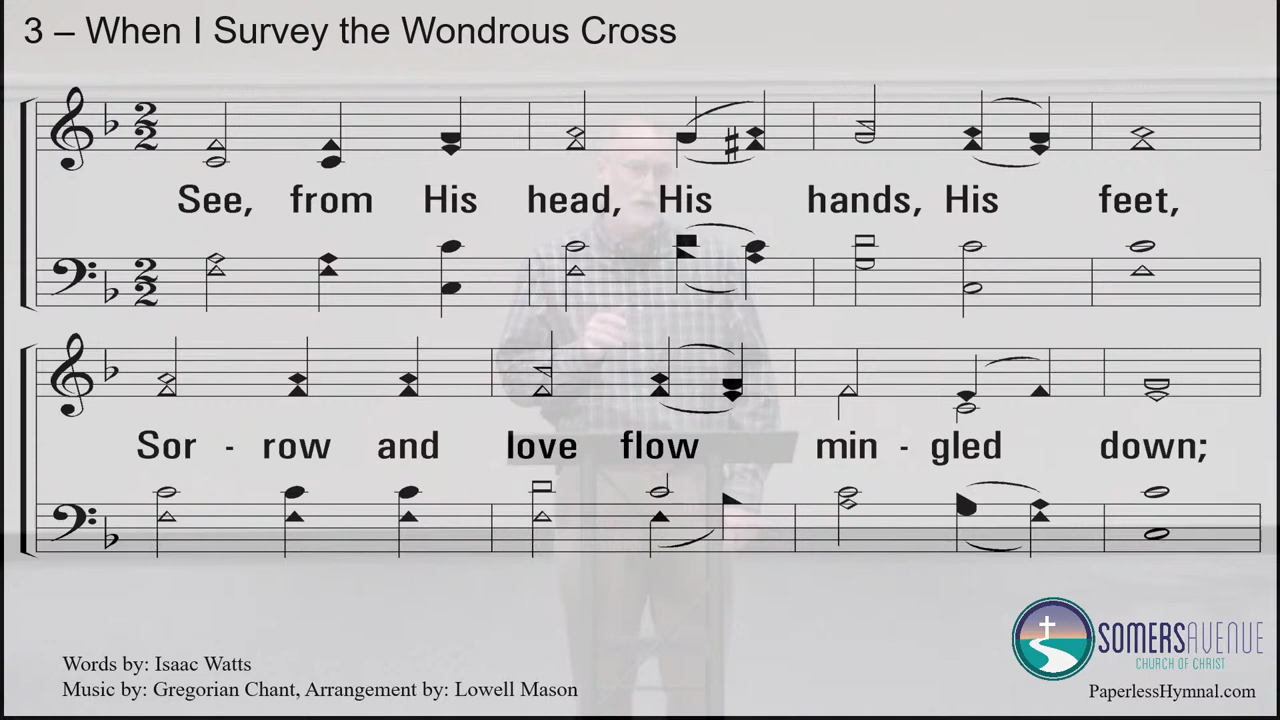 3 – When I Survey the Wondrous Cross
See, from His head, His hands, His feet,
Sor - row and love flow min - gled down;
Words by: Isaac Watts
Music by: Gregorian Chant, Arrangement by: Lowell Mason
SOMERSAVENUE
CHURCH OF CHRIST
PaperlessHymnal.com